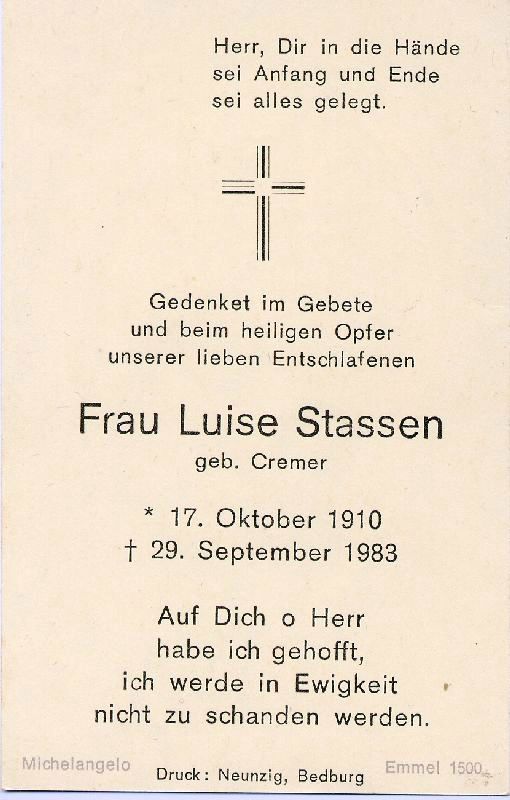 Herr, Dir in die Hände
sei Anfang und Ende
sei alles gelegt.
Gedenket im Gebete
und beim heiligen Opfer
unserer lieben Entschlafenen
Frau Luise Stassen
geb. Cremer
* 17. Oktober 1910
† 29. September 1983
Auf Dich o Herr
habe ich gehofft,
ich werde in Ewigkeit
nicht zu schanden werden.
Michelangelo
Emmel 1500
Druck: Neunzig, Bedburg